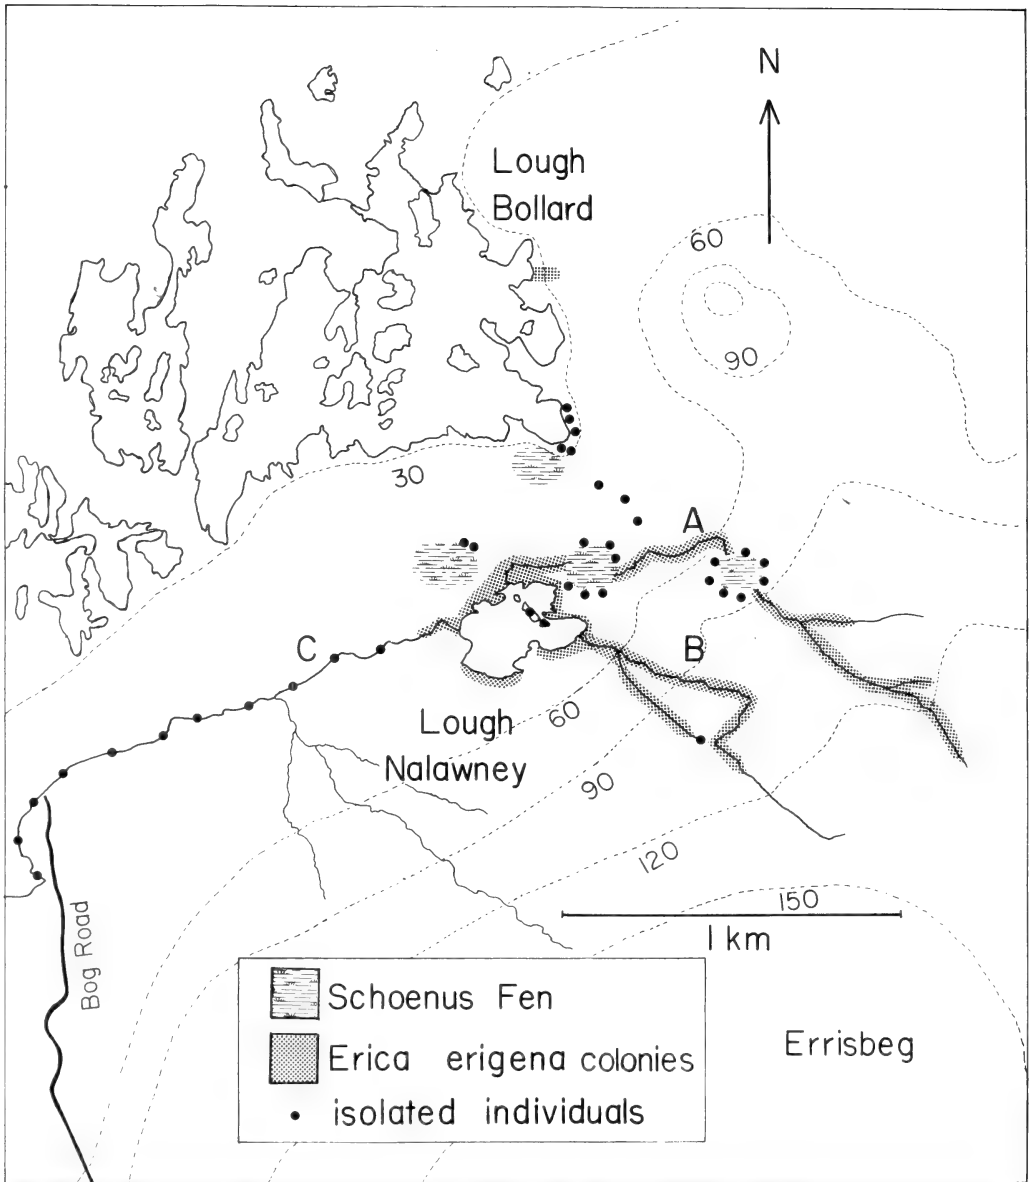 N
Lough
Bollard
60
90
30
A
C
B
Lough
Nalawney
60
90
120
150
1 km
Bog Road
Schoenus Fen
Erica erigena colonies
isolated individuals
Errisbeg